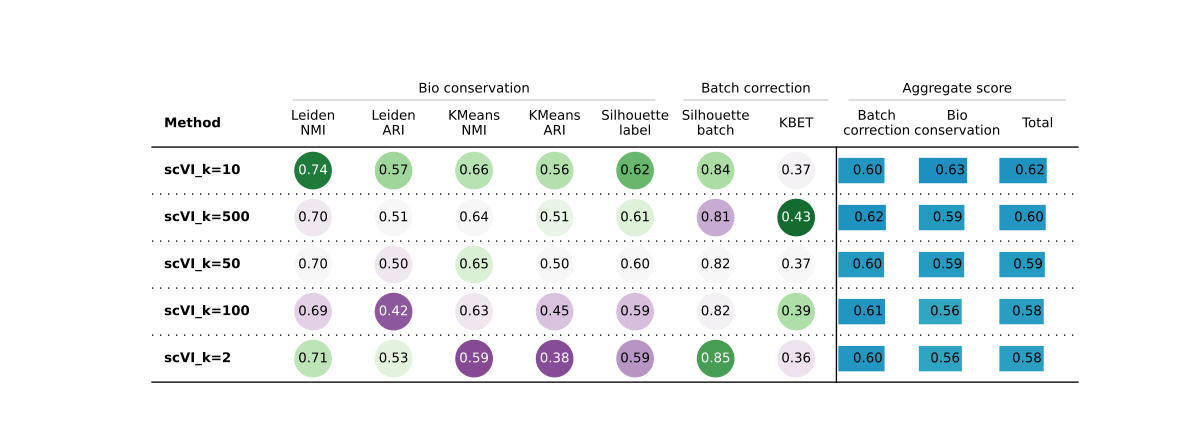 Bio conservation Batch correction Aggregate score
Method Leiden NMI Leiden ARI KMeans NMI KMeans ARI Silhouette label Silhouette batch KBET Batch correction Bio conservation Total
scVI_k=10 0.74 0.57 0.66 0.56 0.62 0.84 0.37 0.60 0.63 0.62
scVI_k=500 0.70 0.51 0.64 0.51 0.61 0.81 0.43 0.62 0.59 0.60
scVI_k=50 0.70 0.50 0.65 0.50 0.60 0.82 0.37 0.60 0.59 0.59
scVI_k=100 0.69 0.42 0.63 0.45 0.59 0.82 0.39 0.61 0.56 0.58
scVI_k=2 0.71 0.53 0.59 0.38 0.59 0.85 0.36 0.60 0.56 0.58